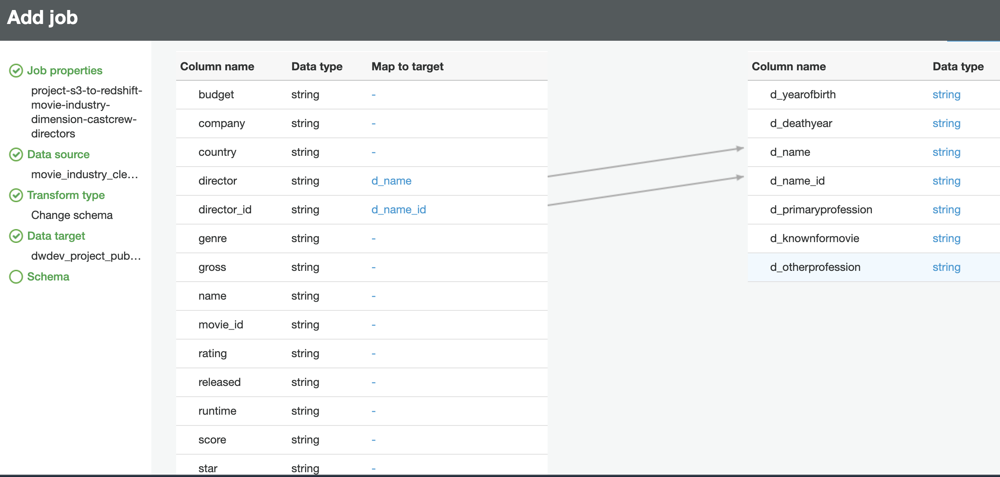 Add job
Job properties
project-s3-to-redshift-
movie-industry-
dimension-castcrew-
directors
Data source
movie_industry_cle...
Transform type
Change schema
Data target
dwdev_project_pub...
Schema
Column name Data type Map to target
budget string -
company string -
country string -
director string d_name
director_id string d_name_id
genre string -
gross string -
name string -
movie_id string -
rating string -
released string -
runtime string -
score string -
star string -
Column name Data type
d_yearofbirth string
d_deathyear string
d_name string
d_name_id string
d_primaryprofession string
d_knownformovie string
d_otherprofession string